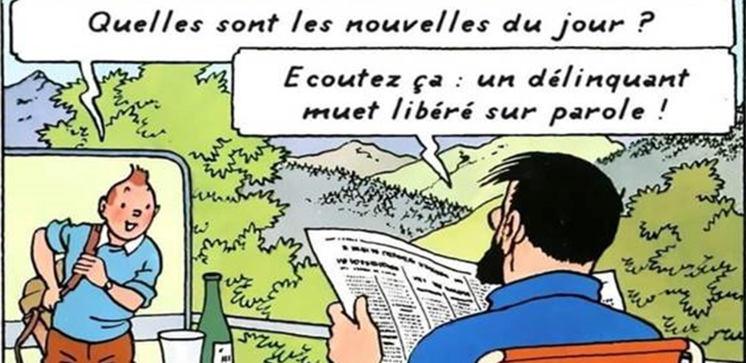 Quelles sont les nouvelles du jour ?
Ecoutez ça : un délinquant
muet libéré sur parole !